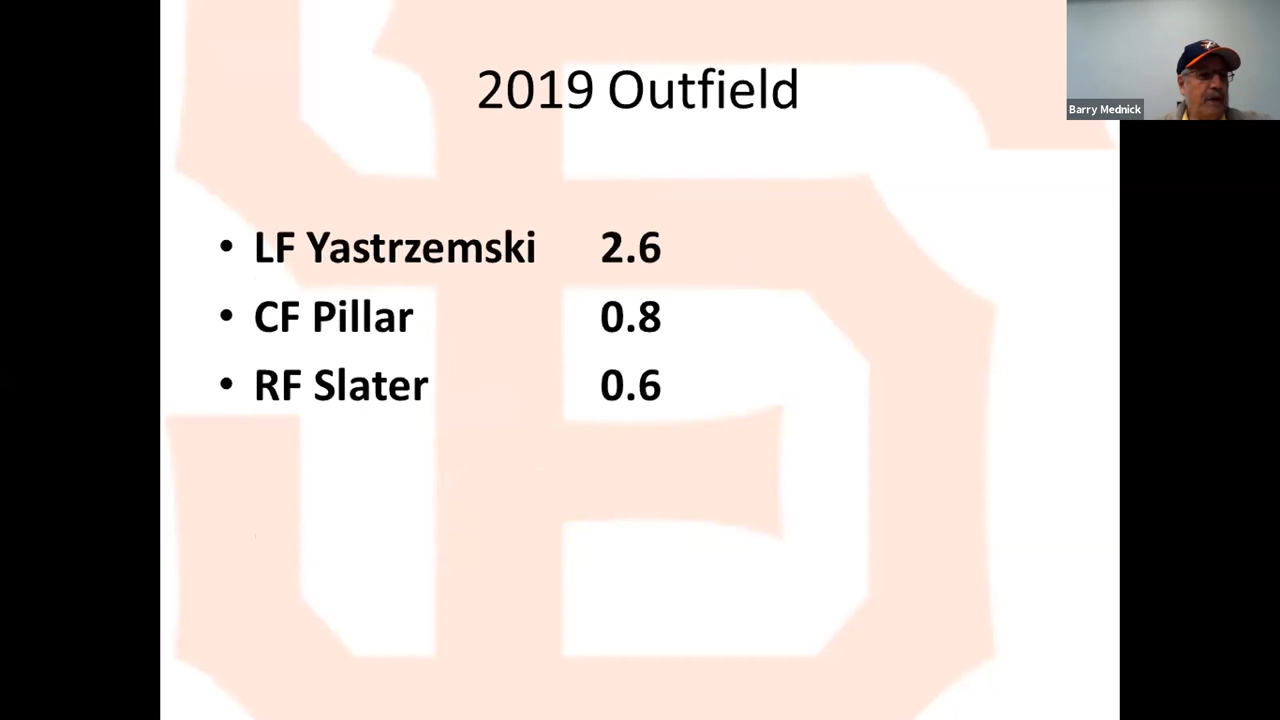 2019 Outfield
Barry Mednick
• LF Yastrzemski 2.6
• CF Pillar 0.8
• RF Slater 0.6